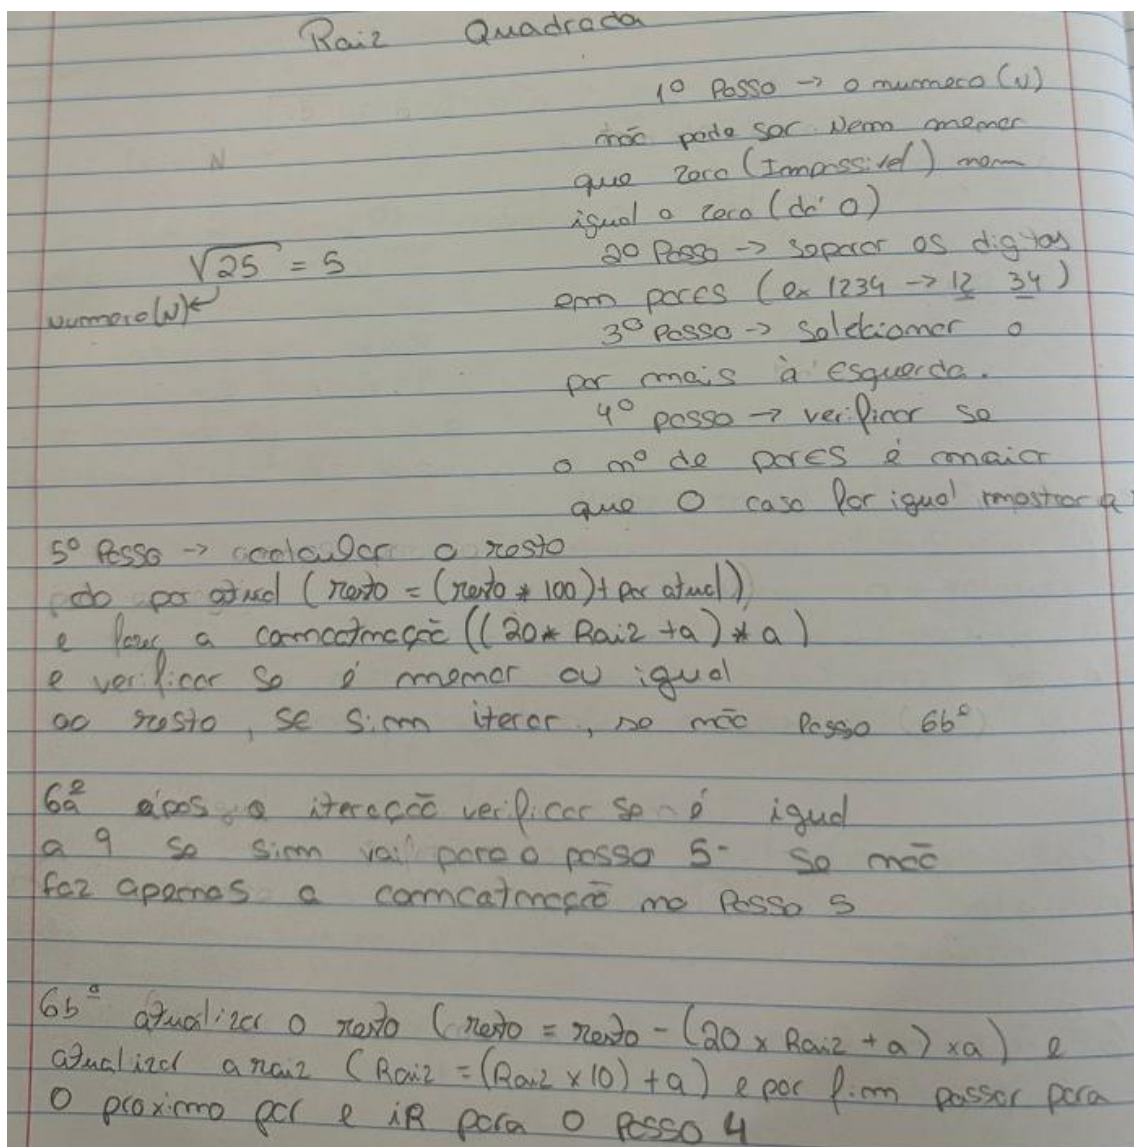 Raiz Quadrada
1º Passo → o numero (N)
não pode ser Nem menor
que zero (Impossivel) nem
igual a zero (dá 0)
√25 = 5
Numero(N)
2º Passo → separar os digitos
em pares (ex 1234 → 12 34)
3º Passo → seletionar o
par mais à esquerda.
4º passo → verificar se
o nº de pares é maior
que 0 caso for igual mostrar a
5º Passo → calcular o resto
do par atual (resto = (resto * 100) + par atual)
e fazer a concatnação ((20 * Raiz + a) * a)
e verificar se é menor ou igual
ao resto, se sim iterar, se não Passo 6bº
6aº após a iteração verificar se é igual
a 9 se sim vai para o passo 5- se não
faz apenas a concatnação no Passo 5
6bª atualizar o resto (resto = resto - (20 x Raiz + a) x a) e
atualizar a raiz (Raiz = (Raiz x 10) + a) e por fim passar para
O proximo par e iR para o Passo 4